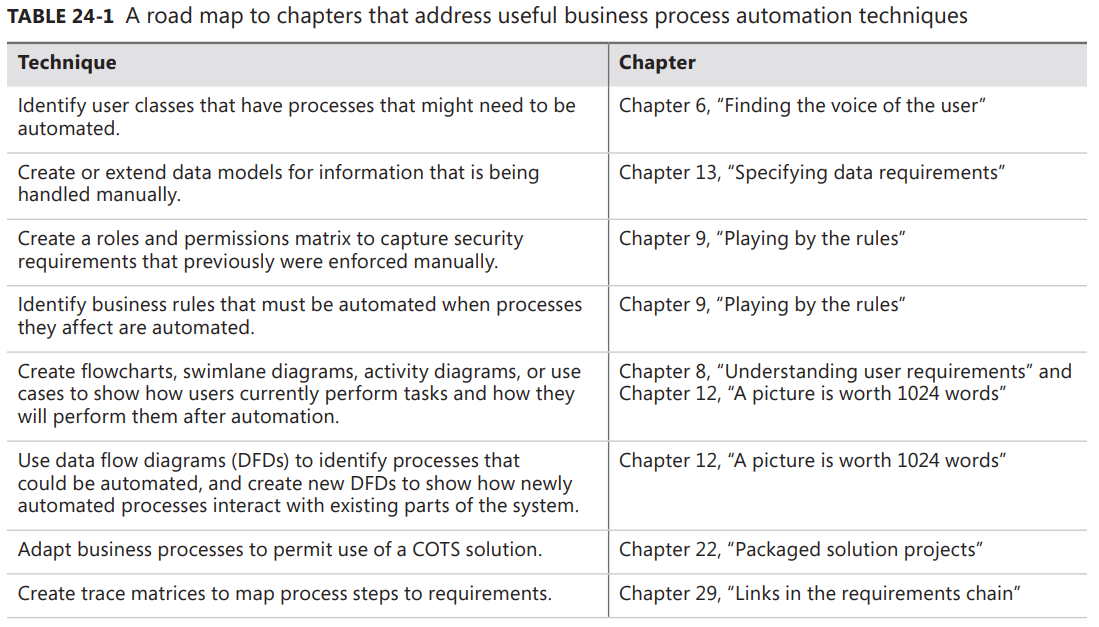 TABLE 24-1 A road map to chapters that address useful business process automation techniques
Technique
Chapter
Identify user classes that have processes that might need to be
automated.
Chapter 6, “Finding the voice of the user”
Create or extend data models for information that is being
handled manually.
Chapter 13, “Specifying data requirements”
Create a roles and permissions matrix to capture security
requirements that previously were enforced manually.
Chapter 9, “Playing by the rules”
Identify business rules that must be automated when processes
they affect are automated.
Chapter 9, “Playing by the rules”
Create flowcharts, swimlane diagrams, activity diagrams, or use
cases to show how users currently perform tasks and how they
will perform them after automation.
Chapter 8, “Understanding user requirements” and
Chapter 12, “A picture is worth 1024 words”
Use data flow diagrams (DFDs) to identify processes that
could be automated, and create new DFDs to show how newly
automated processes interact with existing parts of the system.
Chapter 12, “A picture is worth 1024 words”
Adapt business processes to permit use of a COTS solution.
Chapter 22, “Packaged solution projects”
Create trace matrices to map process steps to requirements.
Chapter 29, “Links in the requirements chain”